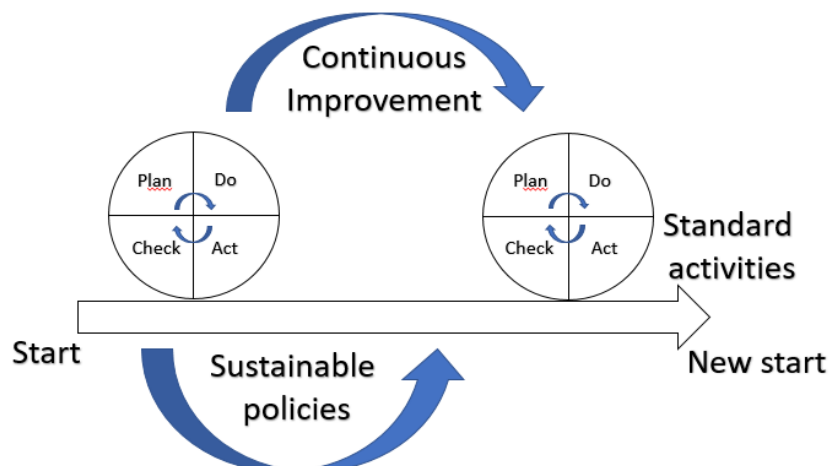 Continuous
Improvement
Plan
Do
Check
Act
Plan
Do
Check
Act
Standard
activities
Start
New start
Sustainable
policies